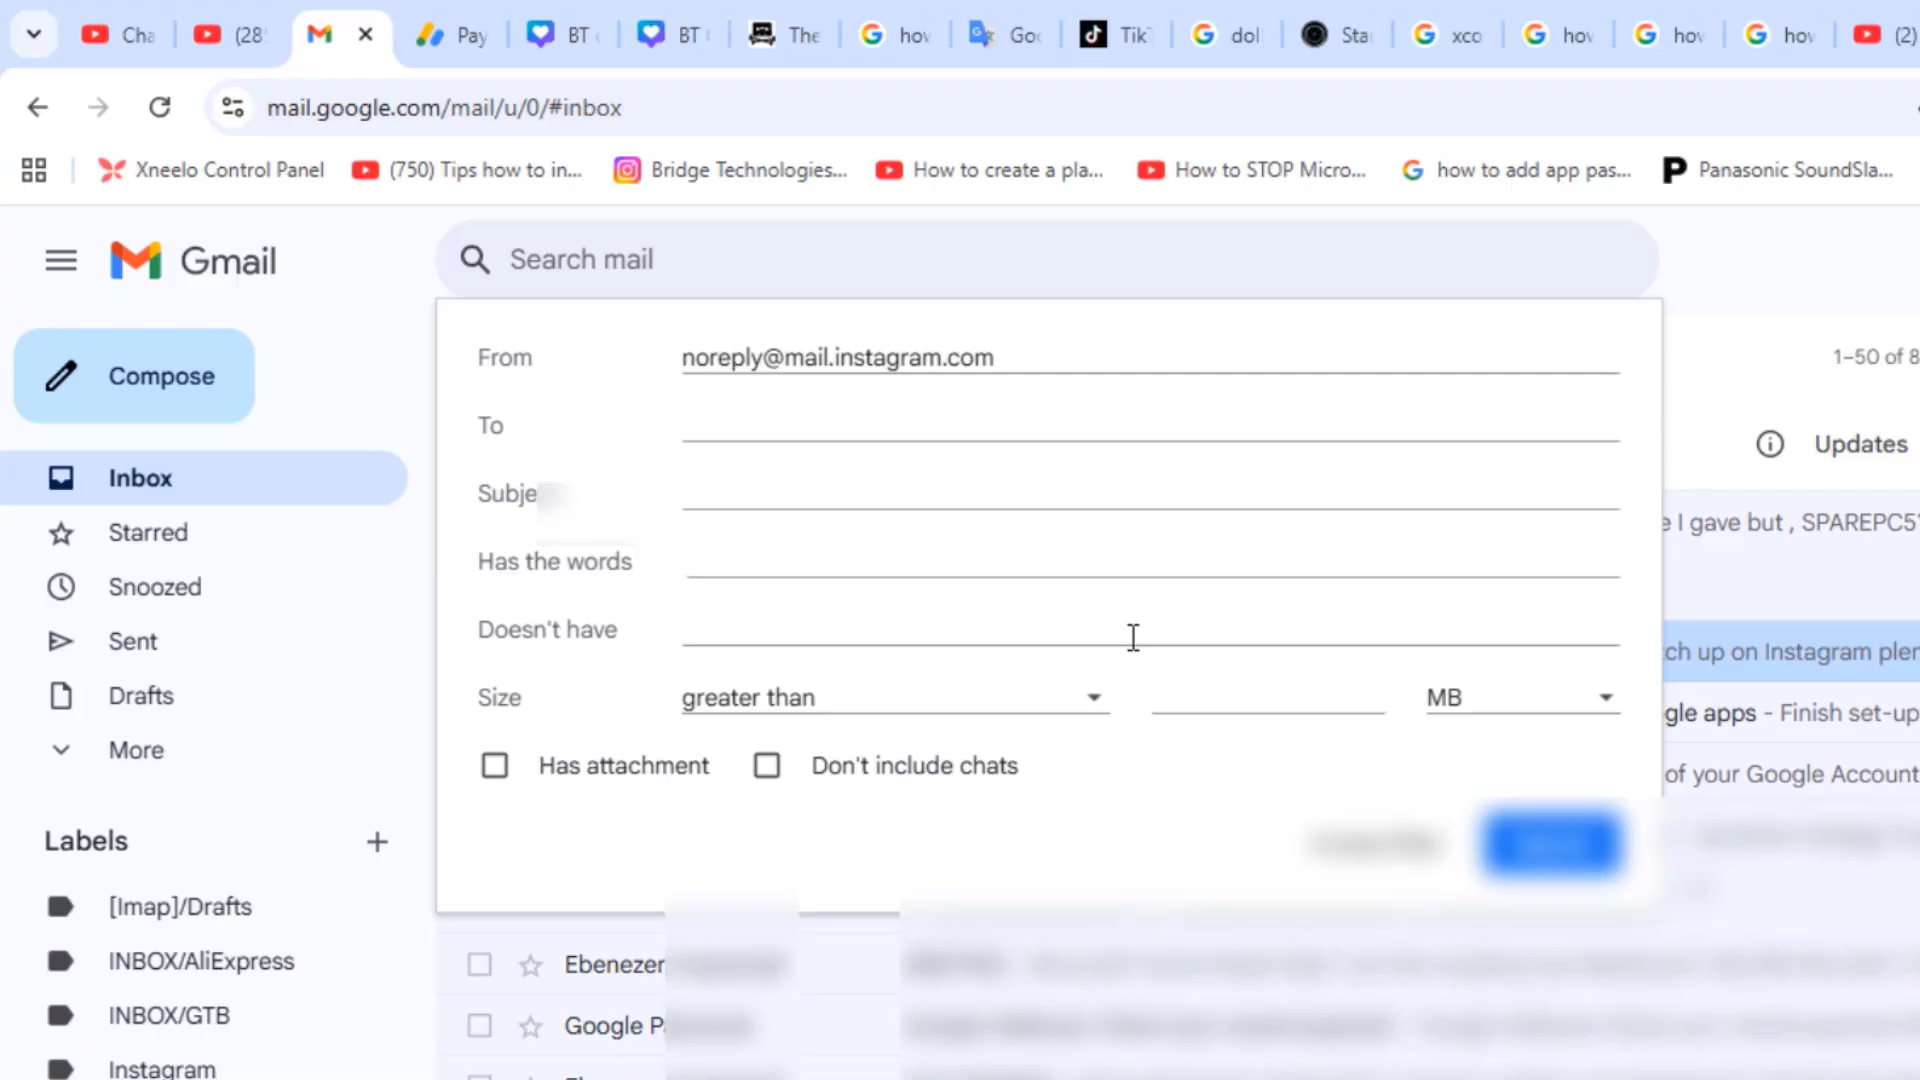 Cha
(28
Pay
BT
BT
The
hov
Goo
Tik
dol
Sta
xco
hov
hov
hov
(2)
mail.google.com/mail/u/0/#inbox
Xneelo Control Panel
(750) Tips how to in...
Bridge Technologies...
How to create a pla...
How to STOP Micro...
how to add app pas...
Panasonic SoundSla...
Gmail
Search mail
Compose
From
noreply@mail.instagram.com
1–50 of 8
To
Updates
Inbox
Subje
Starred
e I gave but , SPAREPC5
Has the words
Snoozed
Doesn't have
Sent
ch up on Instagram plen
Drafts
Size
greater than
MB
gle apps - Finish set-up
More
Has attachment
Don't include chats
of your Google Account
Labels
[Imap]/Drafts
INBOX/AliExpress
Ebenezer
INBOX/GTB
Google P
Instagram